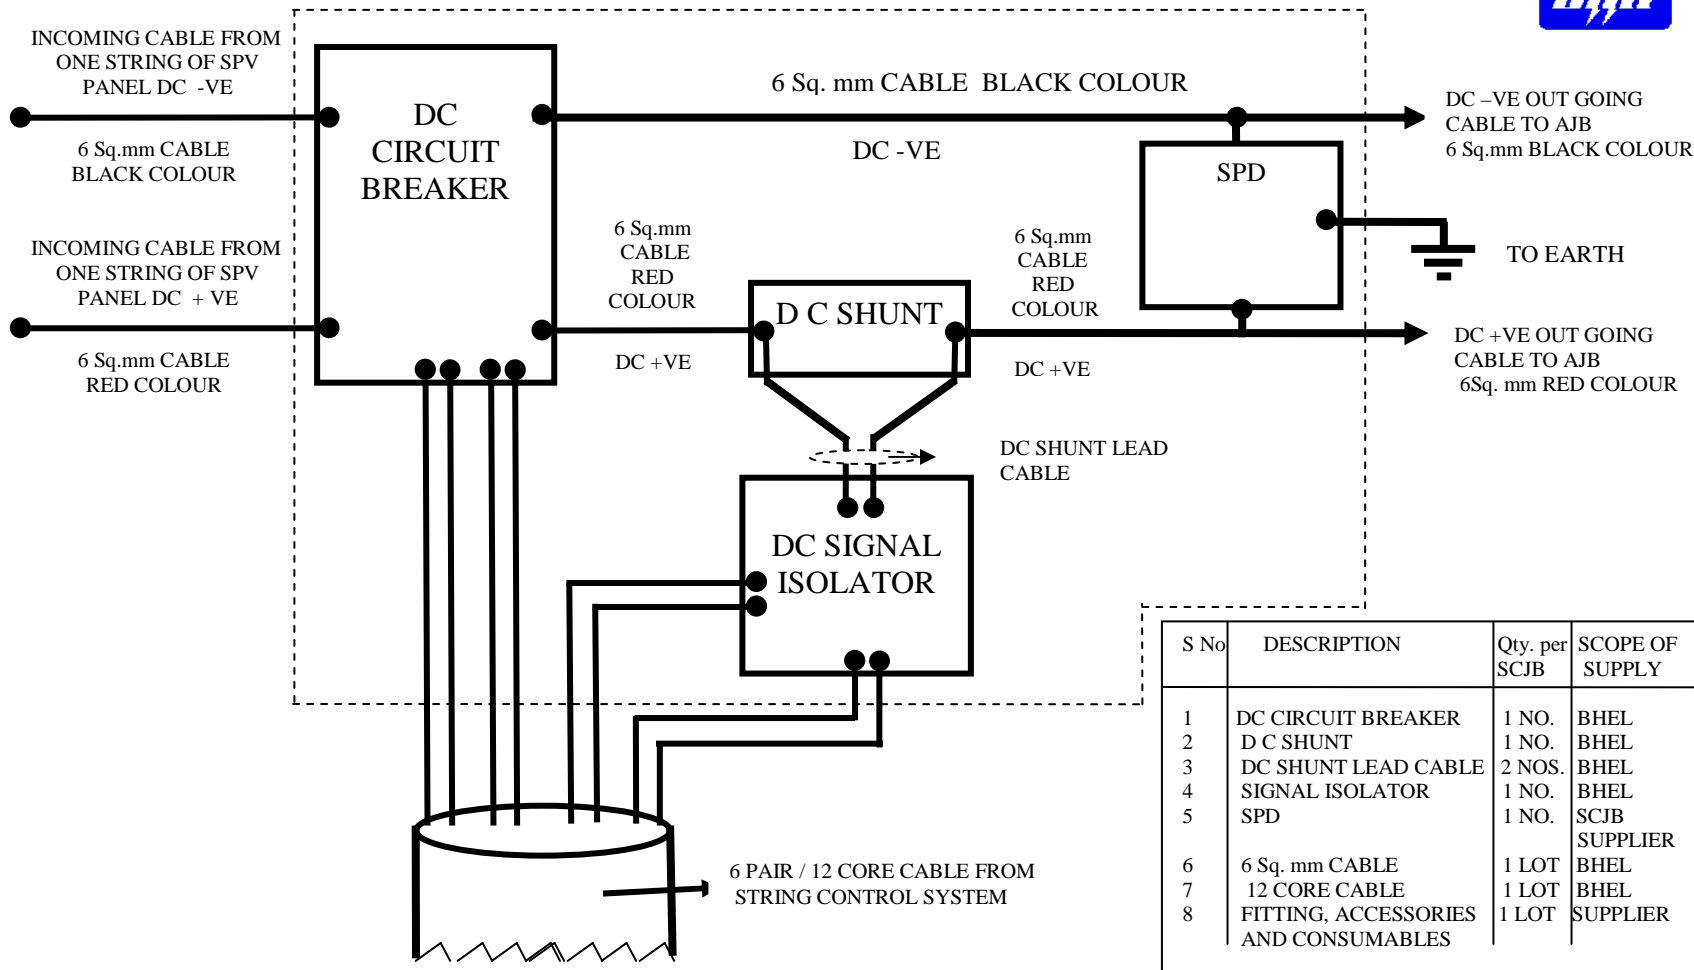 INCOMING CABLE FROM
ONE STRING OF SPV
PANEL DC -VE
6 Sq.mm CABLE
BLACK COLOUR
INCOMING CABLE FROM
ONE STRING OF SPV
PANEL DC + VE
6 Sq.mm CABLE
RED COLOUR
DC
CIRCUIT
BREAKER
6 Sq. mm CABLE BLACK COLOUR
DC -VE
6 Sq.mm
CABLE
RED
COLOUR
DC +VE
D C SHUNT
6 Sq.mm
CABLE
RED
COLOUR
DC +VE
SPD
DC –VE OUT GOING
CABLE TO AJB
6 Sq.mm BLACK COLOUR
TO EARTH
DC +VE OUT GOING
CABLE TO AJB
6Sq. mm RED COLOUR
DC SHUNT LEAD
CABLE
DC SIGNAL
ISOLATOR
6 PAIR / 12 CORE CABLE FROM
STRING CONTROL SYSTEM
S No DESCRIPTION Qty. per SCJB SCOPE OF SUPPLY
1 DC CIRCUIT BREAKER 1 NO. BHEL
2 D C SHUNT 1 NO. BHEL
3 DC SHUNT LEAD CABLE 2 NOS. BHEL
4 SIGNAL ISOLATOR 1 NO. BHEL
5 SPD 1 NO. SCJB SUPPLIER
6 6 Sq. mm CABLE 1 LOT BHEL
7 12 CORE CABLE 1 LOT BHEL
8 FITTING, ACCESSORIES AND CONSUMABLES 1 LOT SUPPLIER